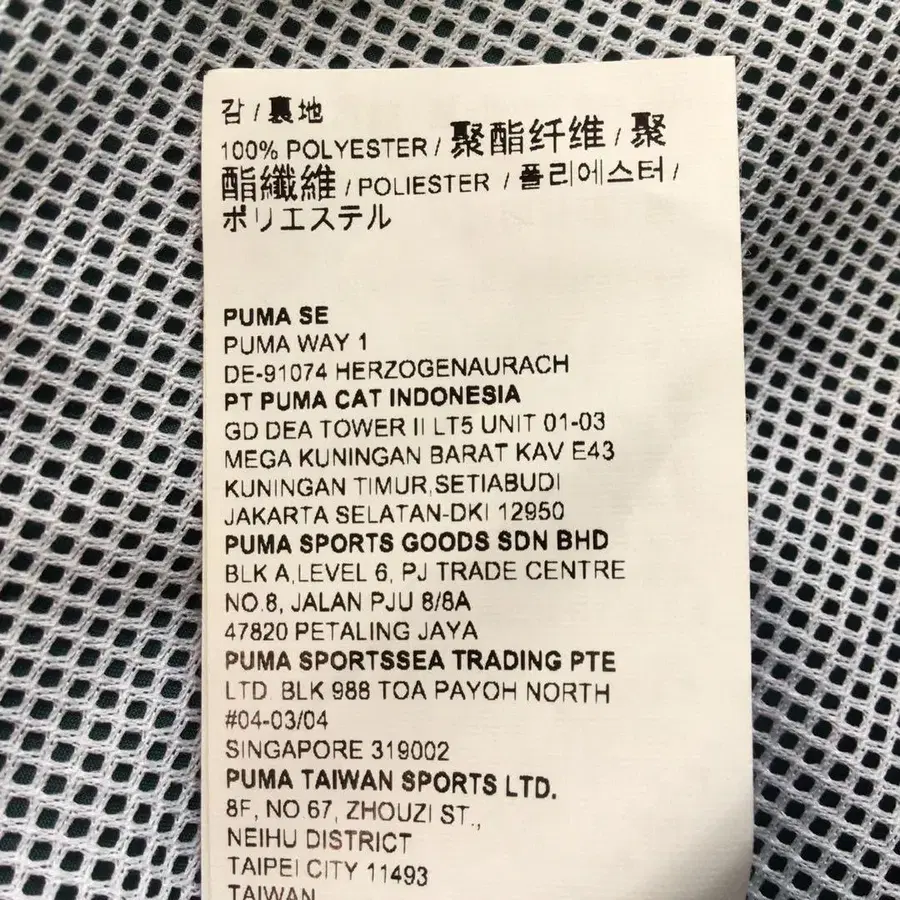 감 / 裏地
100% POLYESTER / 聚酯纤维 / 聚
酯纖維 / POLIESTER / 폴리에스터 /
ポリエステル
PUMA SE
PUMA WAY 1
DE-91074 HERZOGENAURACH
PT PUMA CAT INDONESIA
GD DEA TOWER II LT5 UNIT 01-03
MEGA KUNINGAN BARAT KAV E43
KUNINGAN TIMUR,SETIABUDI
JAKARTA SELATAN-DKI 12950
PUMA SPORTS GOODS SDN BHD
BLK A,LEVEL 6, PJ TRADE CENTRE
NO.8, JALAN PJU 8/8A
47820 PETALING JAYA
PUMA SPORTSSEA TRADING PTE
LTD. BLK 988 TOA PAYOH NORTH
#04-03/04
SINGAPORE 319002
PUMA TAIWAN SPORTS LTD.
8F, NO.67, ZHOUZI ST.,
NEIHU DISTRICT
TAIPEI CITY 11493
TAIWAN